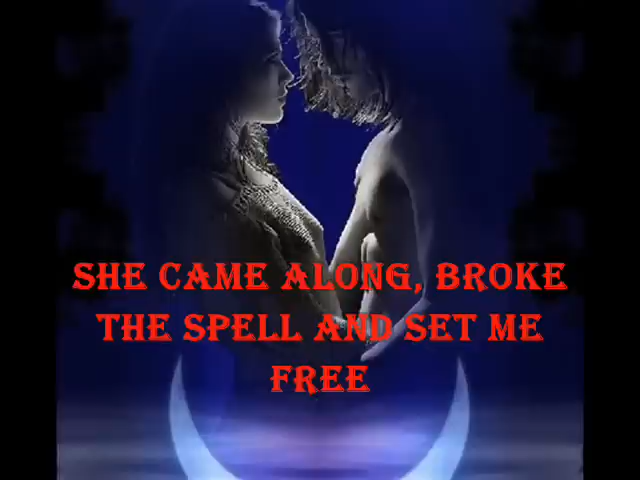 SHE CAME ALONG, BROKE
THE SPELL AND SET ME
FREE